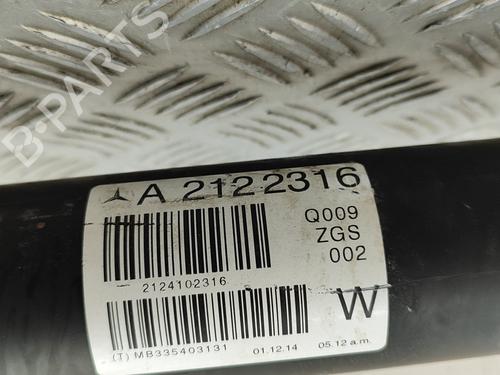 B-PARTS
A 2122316
Q009
ZGS
002
2124102316
W
(T) MB335403131 01.12.14 05.12 a.m.